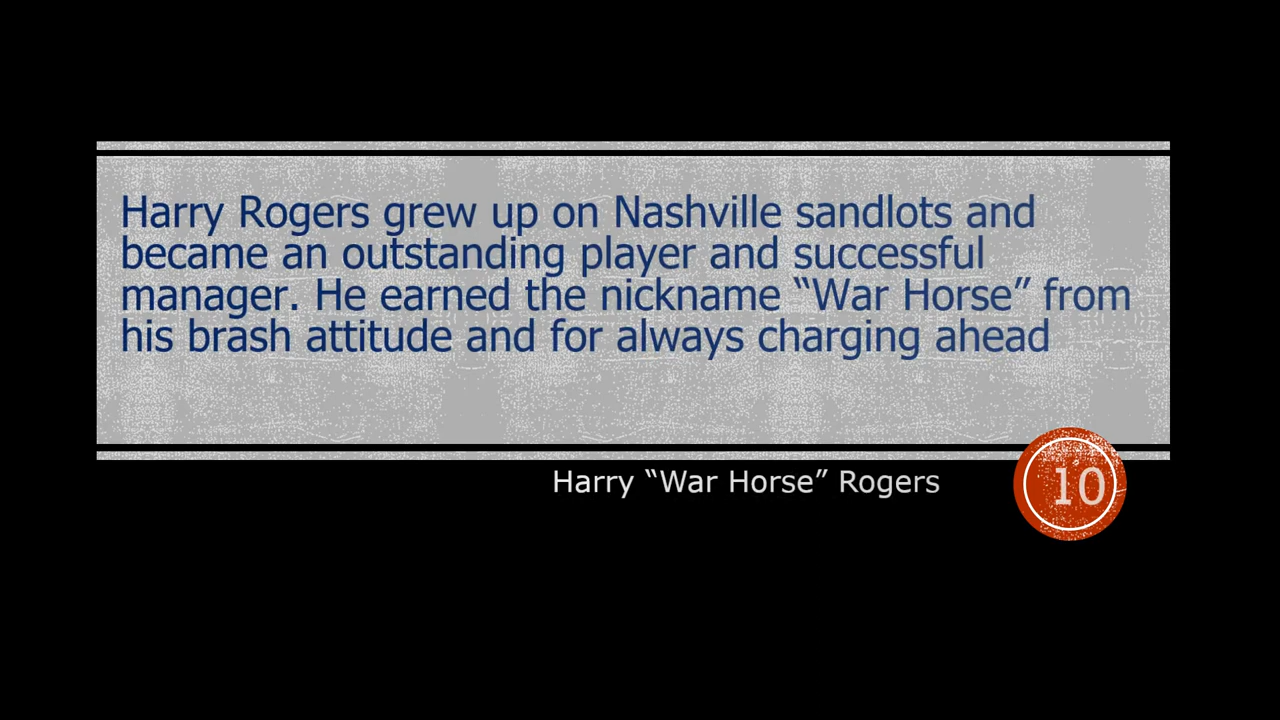 Harry Rogers grew up on Nashville sandlots and
became an outstanding player and successful
manager. He earned the nickname “War Horse” from
his brash attitude and for always charging ahead
Harry “War Horse” Rogers
10